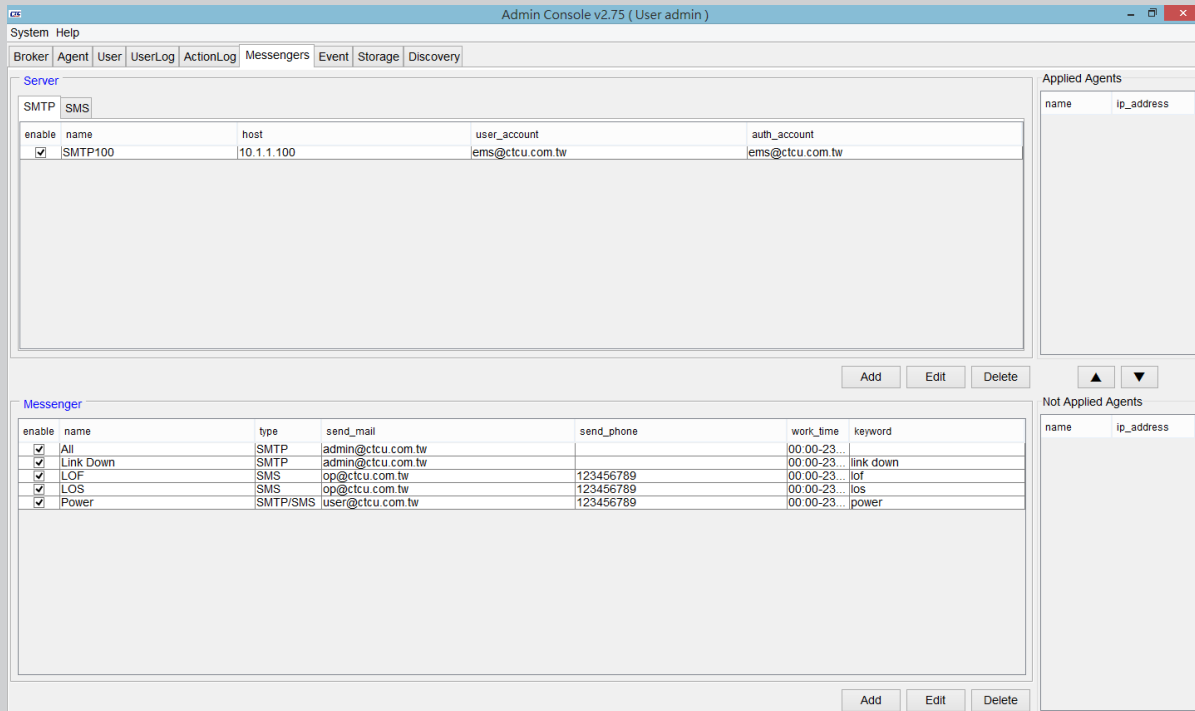 CTS Admin Console v2.75 ( User admin )
System Help
Broker Agent User UserLog ActionLog Messengers Event Storage Discovery
Server
SMTP SMS
enable name host user_account auth_account
SMTP100 10.1.1.100 ems@ctcu.com.tw ems@ctcu.com.tw
Add Edit Delete
Messenger
enable name type send_mail send_phone work_time keyword
All SMTP admin@ctcu.com.tw 00:00-23...
Link Down SMTP admin@ctcu.com.tw 00:00-23... link down
LOF SMS op@ctcu.com.tw 123456789 00:00-23... lof
LOS SMS op@ctcu.com.tw 123456789 00:00-23... los
Power SMTP/SMS user@ctcu.com.tw 123456789 00:00-23... power
Add Edit Delete
Applied Agents
name ip_address
Not Applied Agents
name ip_address